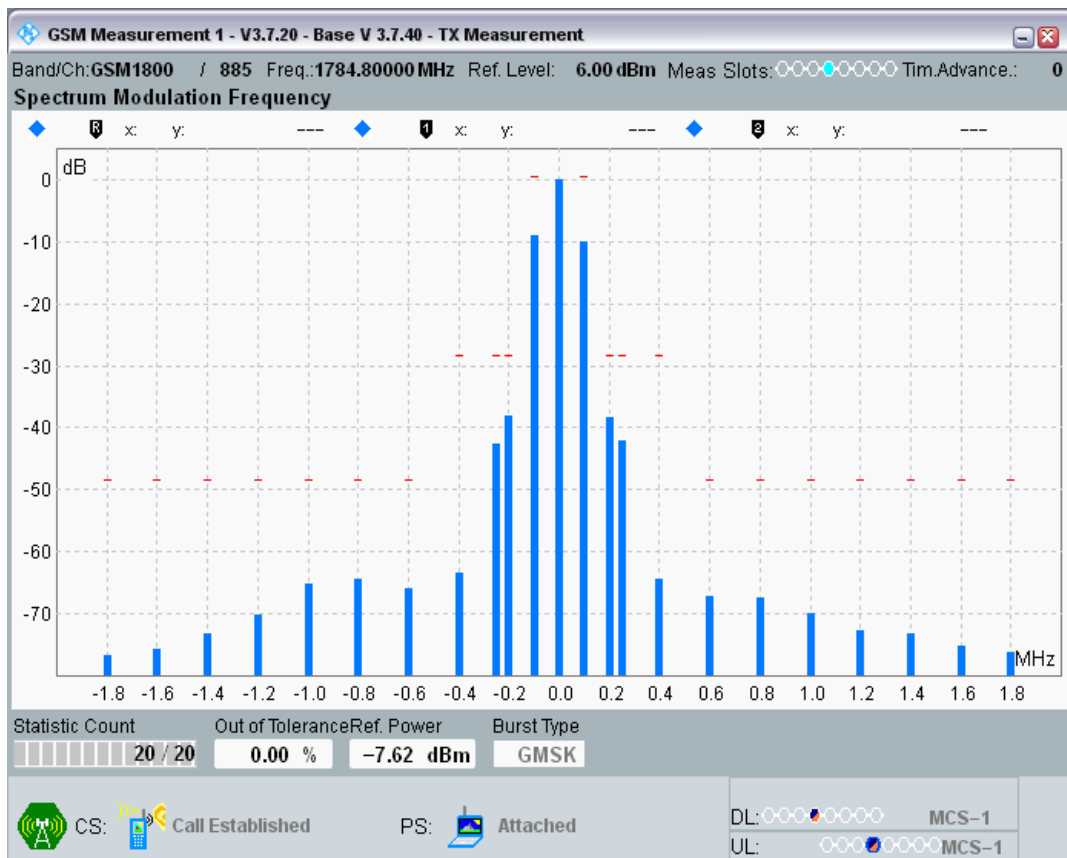 GSM Measurement 1 - V3.7.20 - Base V 3.7.40 - TX Measurement
Band/Ch:GSM1800 / 885 Freq.:1784.80000 MHz Ref. Level: 6.00 dBm Meas Slots: Tim.Advance.: 0
Spectrum Modulation Frequency
R x: y: --- 1 x: y: --- 2 x: y: ---
dB
0
-10
-20
-30
-40
-50
-60
-70
MHz
-1.8 -1.6 -1.4 -1.2 -1.0 -0.8 -0.6 -0.4 -0.2 0.0 0.2 0.4 0.6 0.8 1.0 1.2 1.4 1.6 1.8
Statistic Count Out of Tolerance Ref. Power Burst Type
20 / 20 0.00 % −7.62 dBm GMSK
CS: Call Established PS: Attached
DL: MCS−1
UL: MCS−1